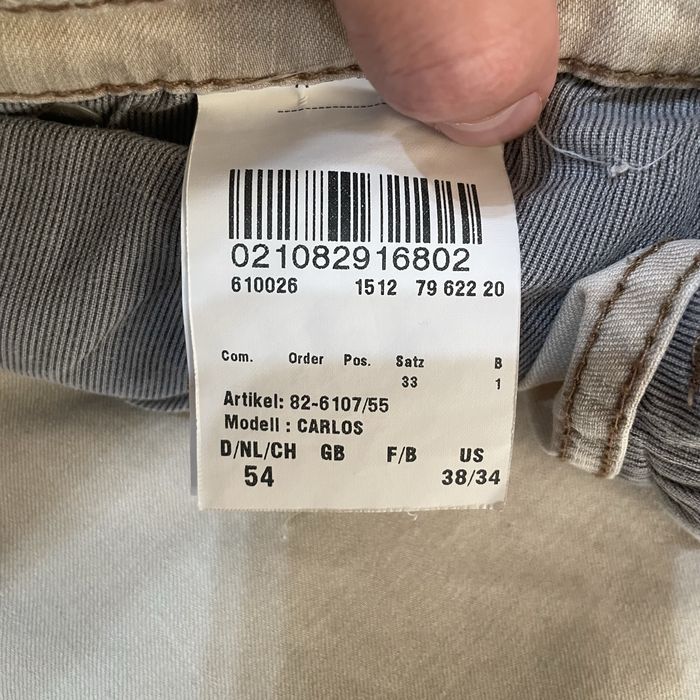 021082916802
610026 1512 79 622 20
Com. Order Pos. Satz B
33 1
Artikel: 82-6107/55
Modell : CARLOS
D/NL/CH GB F/B US
54 38/34